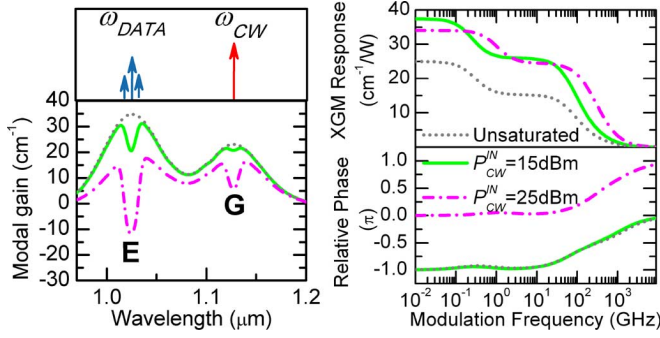 ω_DATA ω_CW
40
30
20
10
0
-10
-20
-30
Modal gain (cm⁻¹)
E
G
1.0 1.1 1.2
Wavelength (μm)
XGM Response
(cm⁻¹/W)
40
30
20
10
0
Unsaturated
Relative Phase
(π)
1.0
0.5
0.0
-0.5
-1.0
P_CW^IN=15dBm
P_CW^IN=25dBm
10⁻² 10⁻¹ 10⁰ 10¹ 10² 10³
Modulation Frequency (GHz)